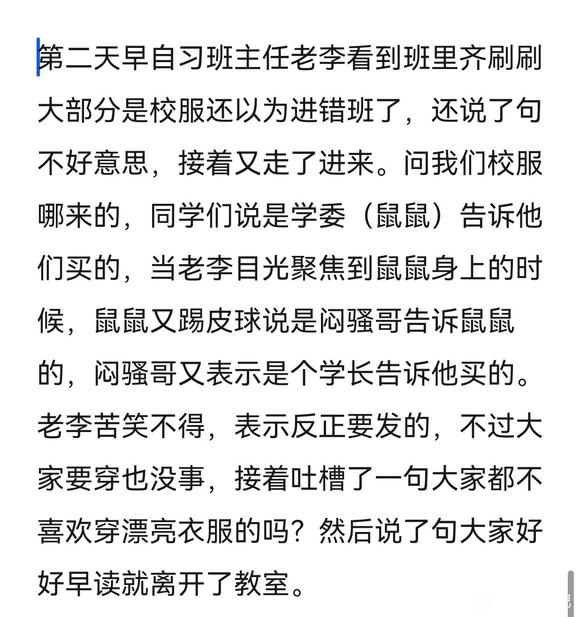 第二天早自习班主任老李看到班里齐刷刷
大部分是校服还以为进错班了，还说了句
不好意思，接着又走了进来。问我们校服
哪来的，同学们说是学委（鼠鼠）告诉他
们买的，当老李目光聚焦到鼠鼠身上的时
候，鼠鼠又踢皮球说是闷骚哥告诉鼠鼠
的，闷骚哥又表示是个学长告诉他买的。
老李苦笑不得，表示反正要发的，不过大
家要穿也没事，接着吐槽了一句大家都不
喜欢穿漂亮衣服的吗？然后说了句大家好
好早读就离开了教室。